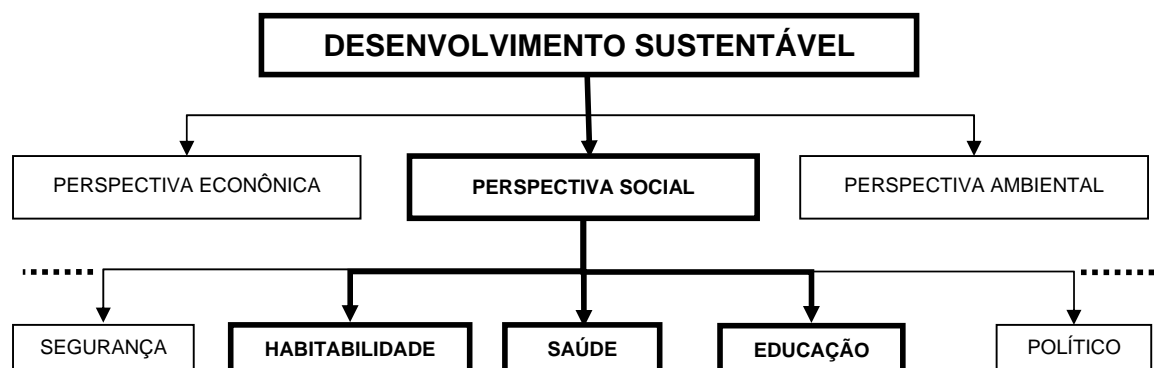 DESENVOLVIMENTO SUSTENTÁVEL
PERSPECTIVA ECONÔNICA
PERSPECTIVA SOCIAL
PERSPECTIVA AMBIENTAL
SEGURANÇA
HABITABILIDADE
SAÚDE
EDUCAÇÃO
POLÍTICO